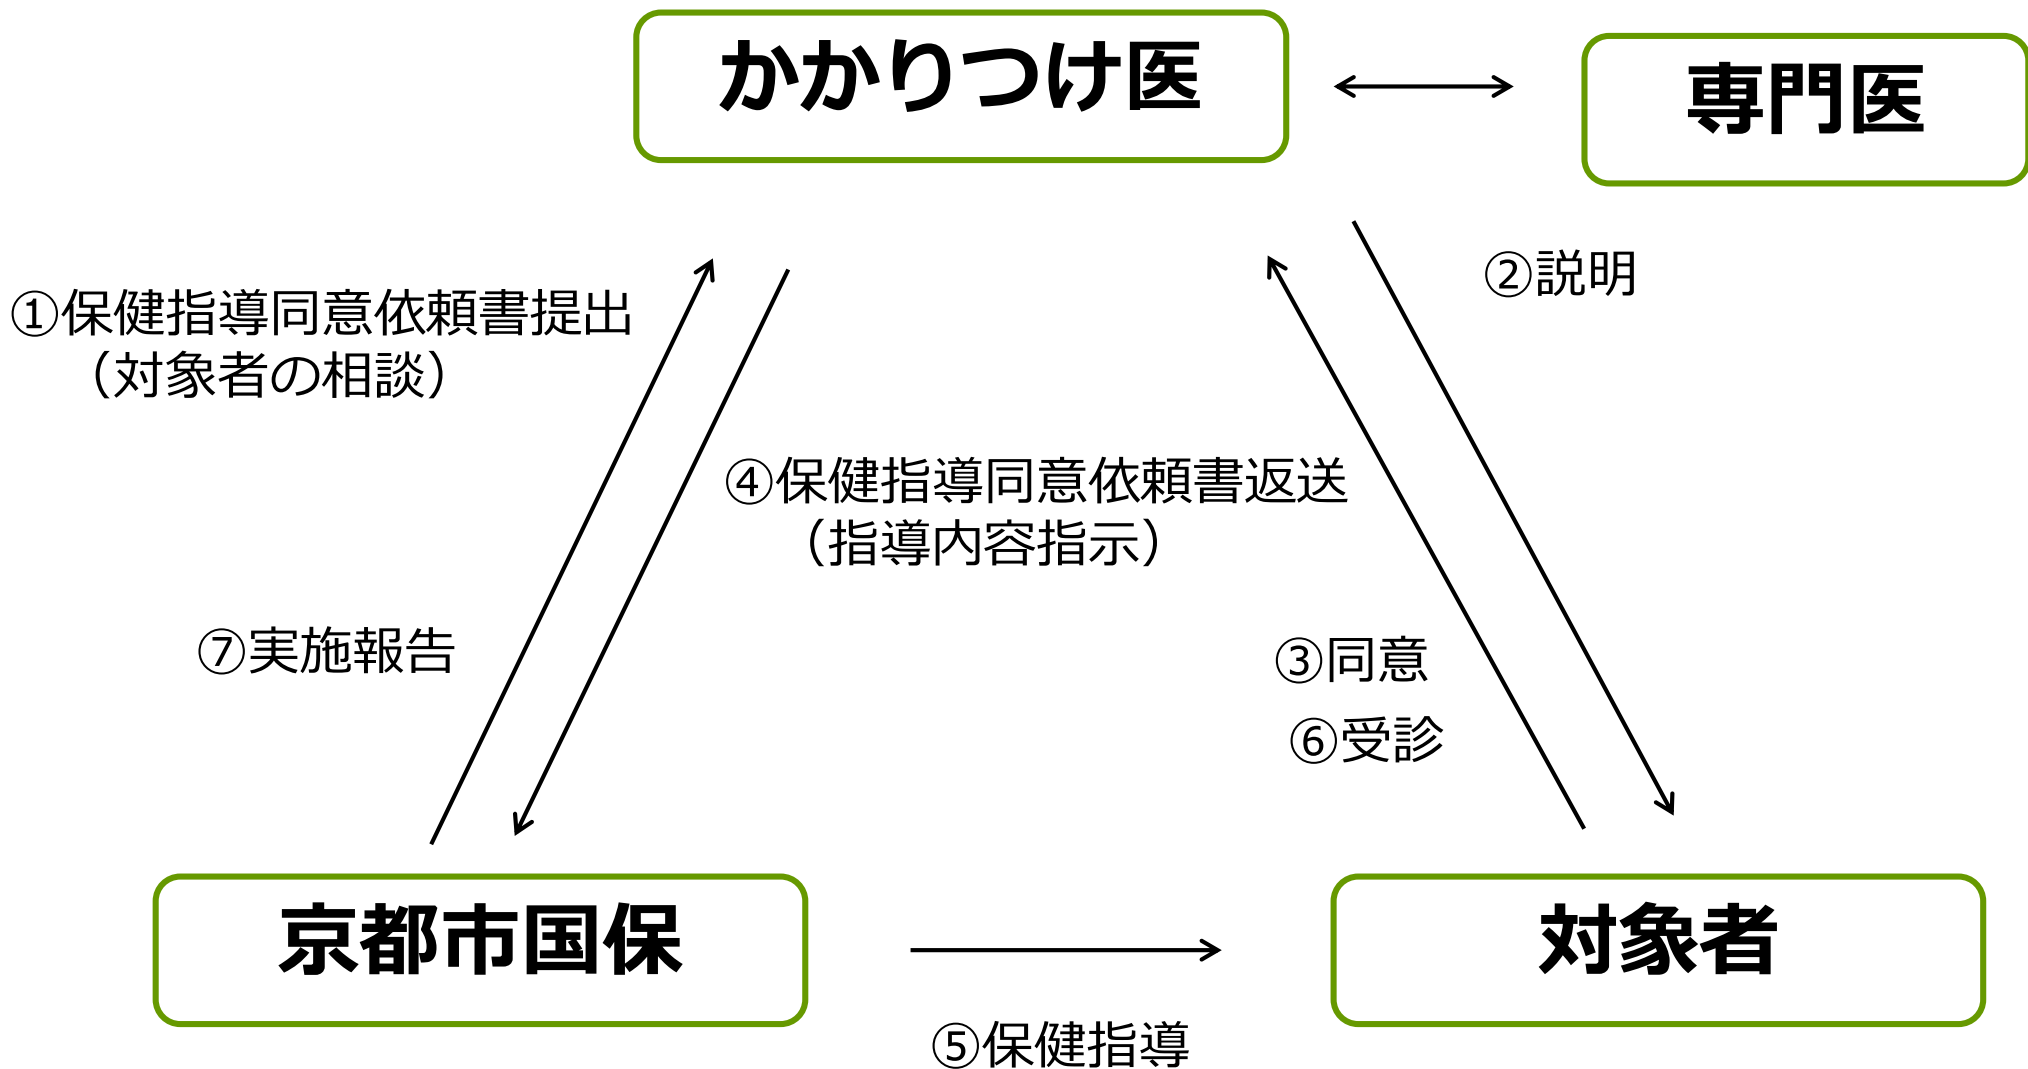 かかりつけ医
専門医
②説明
①保健指導同意依頼書提出
（対象者の相談）
④保健指導同意依頼書返送
（指導内容指示）
⑦実施報告
③同意
⑥受診
京都市国保
対象者
⑤保健指導